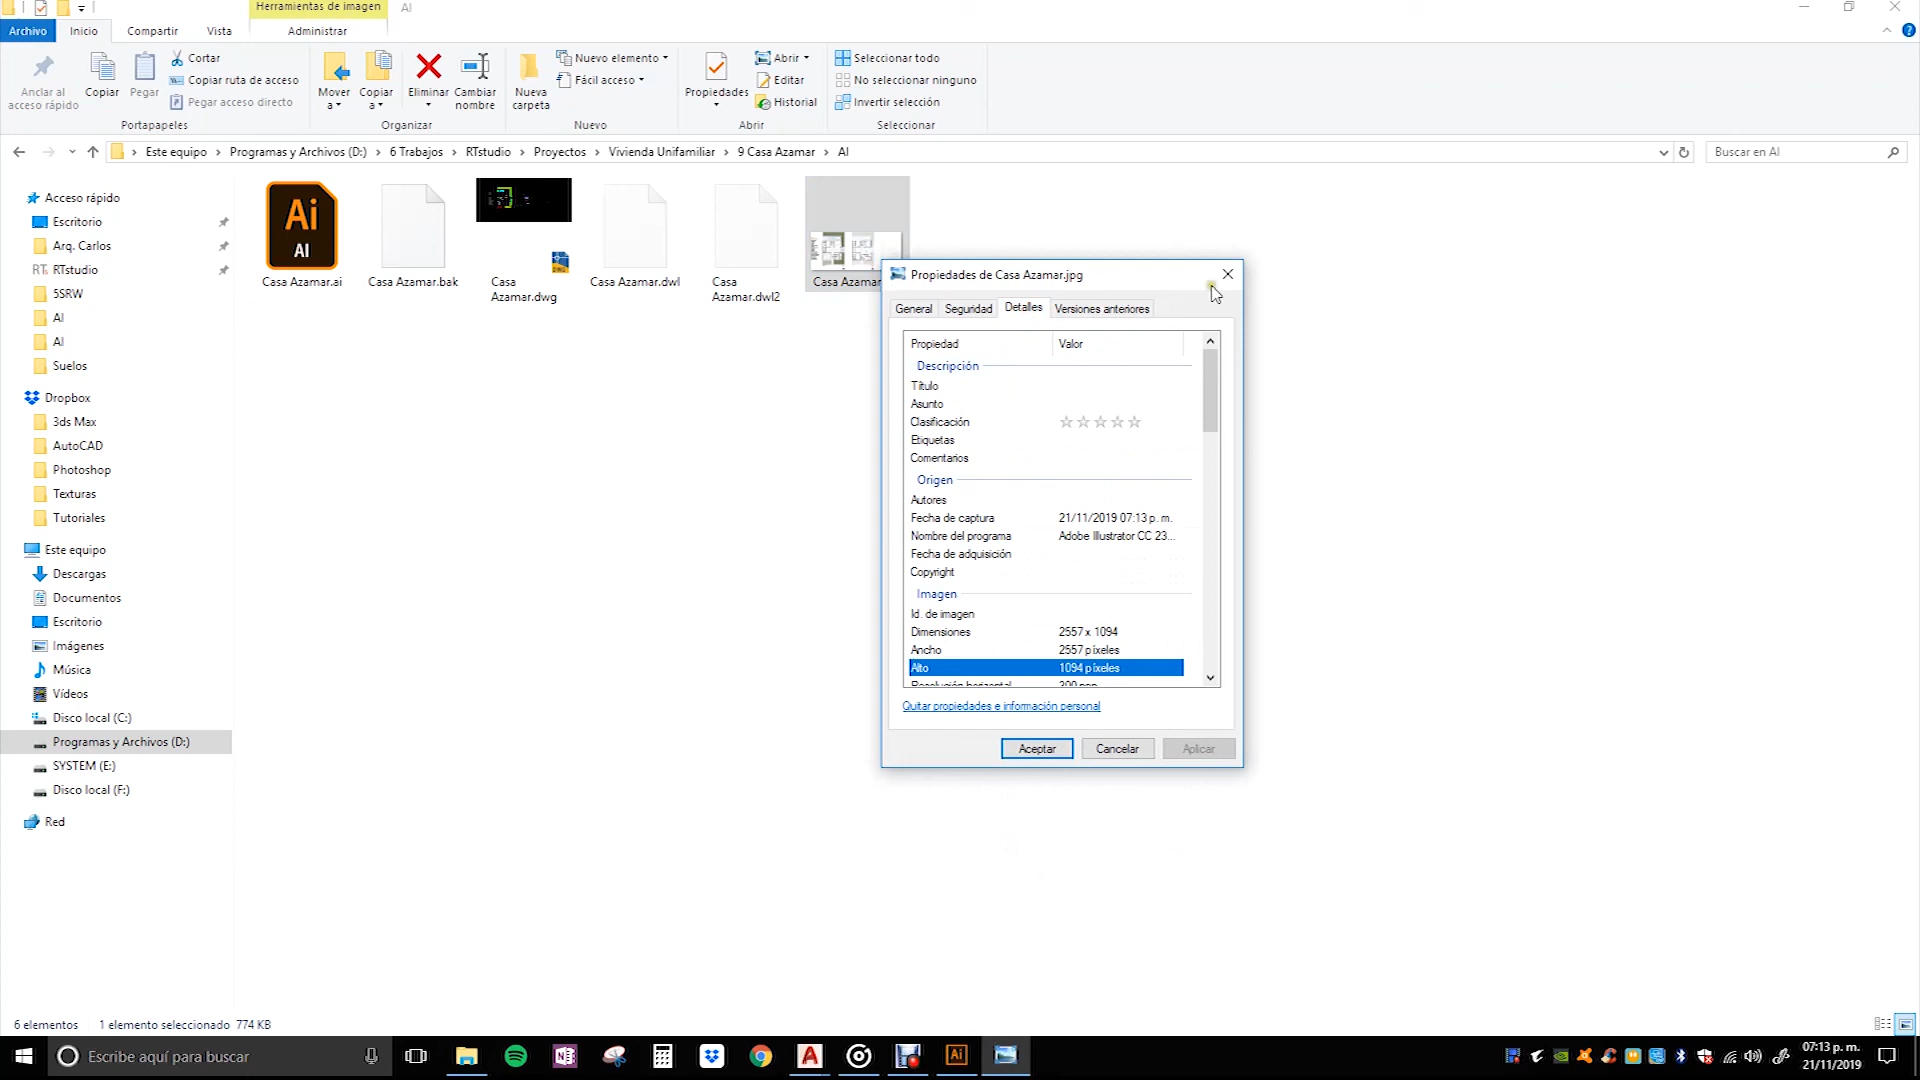 Herramientas de imagen
AI
Archivo
Inicio
Compartir
Vista
Administrar
Anclar al
acceso rápido
Copiar
Pegar
Cortar
Copiar ruta de acceso
Pegar acceso directo
Portapapeles
Mover
a
Copiar
a
Eliminar
Cambiar
nombre
Organizar
Nueva
carpeta
Nuevo elemento
Fácil acceso
Nuevo
Propiedades
Abrir
Editar
Historial
Abrir
Seleccionar todo
No seleccionar ninguno
Invertir selección
Seleccionar
Este equipo > Programas y Archivos (D:) > 6 Trabajos > RTstudio > Proyectos > Vivienda Unifamiliar > 9 Casa Azamar > AI
Buscar en AI
Acceso rápido
Escritorio
Arq. Carlos
RT. RTstudio
5SRW
AI
AI
Suelos
Dropbox
3ds Max
AutoCAD
Photoshop
Texturas
Tutoriales
Este equipo
Descargas
Documentos
Escritorio
Imágenes
Música
Vídeos
Disco local (C:)
Programas y Archivos (D:)
SYSTEM (E:)
Disco local (F:)
Red
Ai
AI
Casa Azamar.ai
Casa Azamar.bak
Casa
Azamar.dwg
Casa Azamar.dwl
Casa
Azamar.dwl2
Casa Azamar
Propiedades de Casa Azamar.jpg
General
Seguridad
Detalles
Versiones anteriores
Propiedad Valor
Descripción
Título
Asunto
Clasificación
Etiquetas
Comentarios
Origen
Autores
Fecha de captura 21/11/2019 07:13 p. m.
Nombre del programa Adobe Illustrator CC 23...
Fecha de adquisición
Copyright
Imagen
Id. de imagen
Dimensiones 2557 x 1094
Ancho 2557 píxeles
Alto 1094 píxeles
Resolución horizontal 300 ppp
Quitar propiedades e información personal
Aceptar
Cancelar
Aplicar
6 elementos
1 elemento seleccionado 774 KB
Escribe aquí para buscar
Ai
07:13 p. m.
21/11/2019